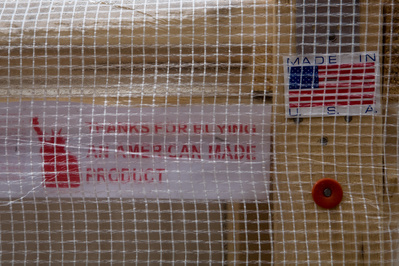 MADE IN
U.S.A.
THANKS FOR BUYING
AN AMERICAN MADE
PRODUCT